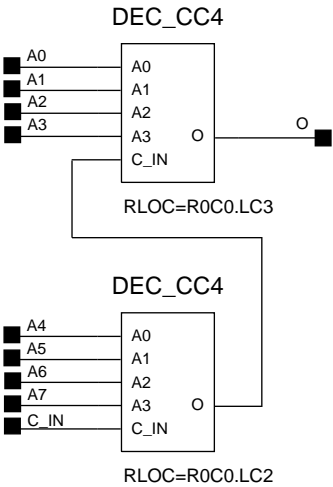 DEC_CC4
A0 A0
A1 A1
A2 A2
A3 A3 O O
C_IN
RLOC=R0C0.LC3
DEC_CC4
A4 A0
A5 A1
A6 A2
A7 A3 O
C_IN C_IN
RLOC=R0C0.LC2